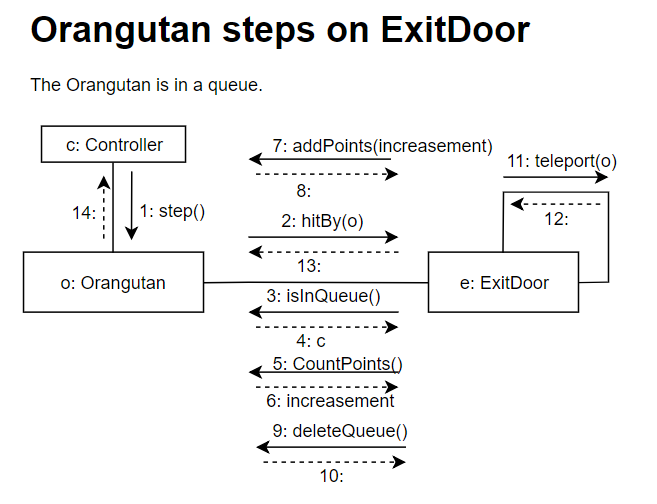 Orangutan steps on ExitDoor
The Orangutan is in a queue.
c: Controller
7: addPoints(increasement)
8:
11: teleport(o)
12:
14:
1: step()
2: hitBy(o)
13:
o: Orangutan
e: ExitDoor
3: isInQueue()
4: c
5: CountPoints()
6: increasement
9: deleteQueue()
10: